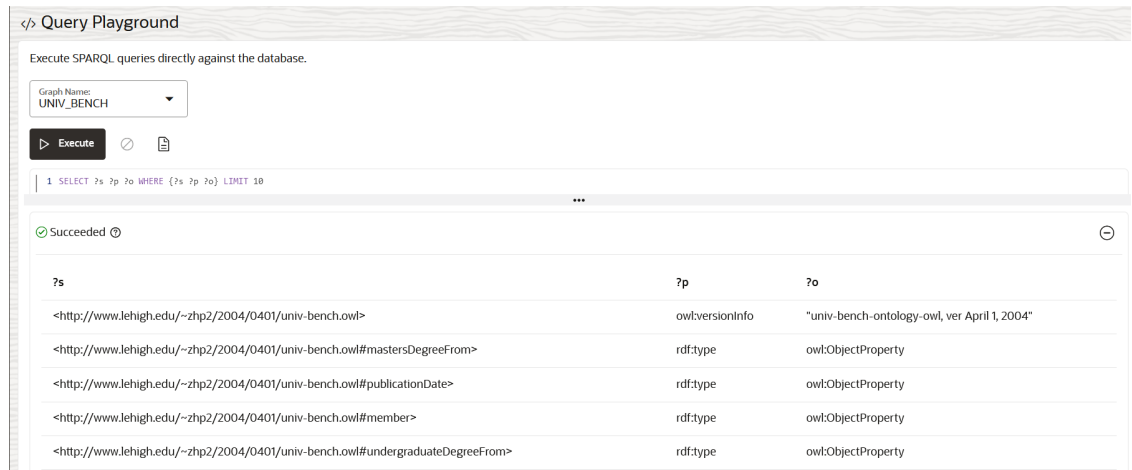 </> Query Playground
Execute SPARQL queries directly against the database.
Graph Name:
UNIV_BENCH
Execute
1 SELECT ?s ?p ?o WHERE {?s ?p ?o} LIMIT 10
Succeeded
?s ?p ?o
<http://www.lehigh.edu/~zhp2/2004/0401/univ-bench.owl> owl:versionInfo "univ-bench-ontology-owl, ver April 1, 2004"
<http://www.lehigh.edu/~zhp2/2004/0401/univ-bench.owl#mastersDegreeFrom> rdf:type owl:ObjectProperty
<http://www.lehigh.edu/~zhp2/2004/0401/univ-bench.owl#publicationDate> rdf:type owl:ObjectProperty
<http://www.lehigh.edu/~zhp2/2004/0401/univ-bench.owl#member> rdf:type owl:ObjectProperty
<http://www.lehigh.edu/~zhp2/2004/0401/univ-bench.owl#undergraduateDegreeFrom> rdf:type owl:ObjectProperty